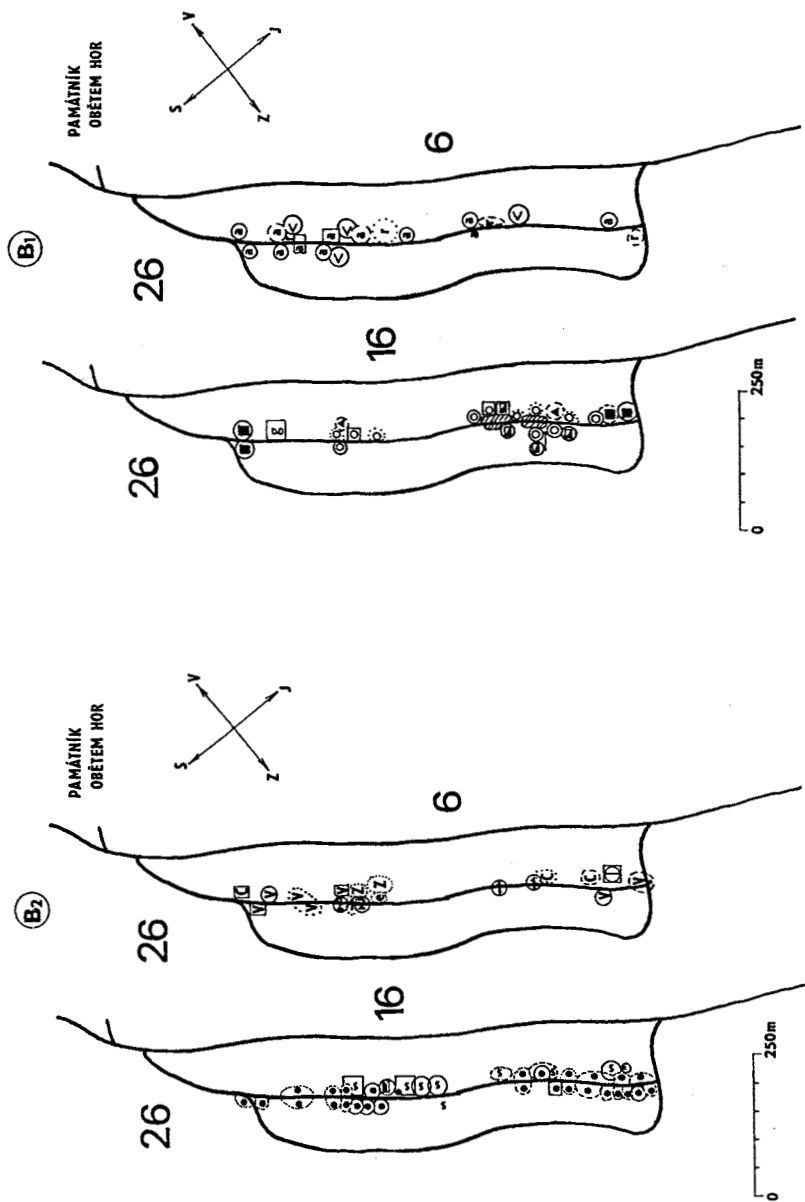 B1
PAMÁTNÍK
OBĚTEM HOR
S V
Z J
26 6
a a V a V a r a a V a
a a a a V r
26 16
g
0 250m
B2
PAMÁTNÍK
OBĚTEM HOR
S V
Z J
26 6
C V V V V Z Z C C
V V V V
26 16
s s s s s s
s
0 250m